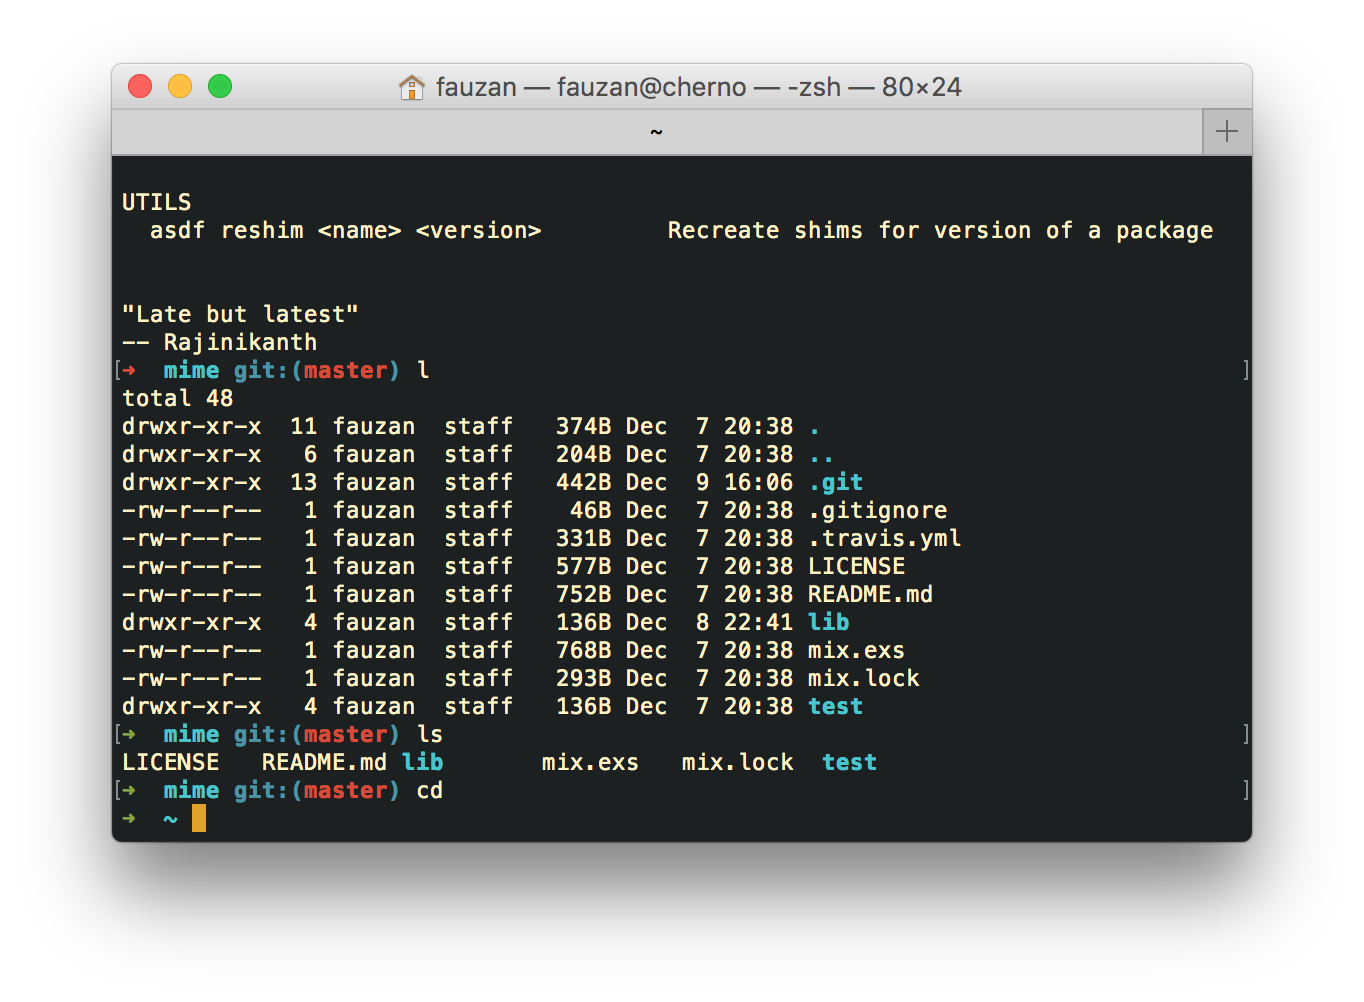 fauzan — fauzan@cherno — -zsh — 80×24
~
UTILS
  asdf reshim <name> <version>         Recreate shims for version of a package
"Late but latest"
-- Rajinikanth
[➜  mime git:(master) l ]
total 48
drwxr-xr-x  11 fauzan  staff   374B Dec  7 20:38 .
drwxr-xr-x   6 fauzan  staff   204B Dec  7 20:38 ..
drwxr-xr-x  13 fauzan  staff   442B Dec  9 16:06 .git
-rw-r--r--   1 fauzan  staff    46B Dec  7 20:38 .gitignore
-rw-r--r--   1 fauzan  staff   331B Dec  7 20:38 .travis.yml
-rw-r--r--   1 fauzan  staff   577B Dec  7 20:38 LICENSE
-rw-r--r--   1 fauzan  staff   752B Dec  7 20:38 README.md
drwxr-xr-x   4 fauzan  staff   136B Dec  8 22:41 lib
-rw-r--r--   1 fauzan  staff   768B Dec  7 20:38 mix.exs
-rw-r--r--   1 fauzan  staff   293B Dec  7 20:38 mix.lock
drwxr-xr-x   4 fauzan  staff   136B Dec  7 20:38 test
[➜  mime git:(master) ls ]
LICENSE   README.md lib       mix.exs   mix.lock  test
[➜  mime git:(master) cd ]
➜  ~